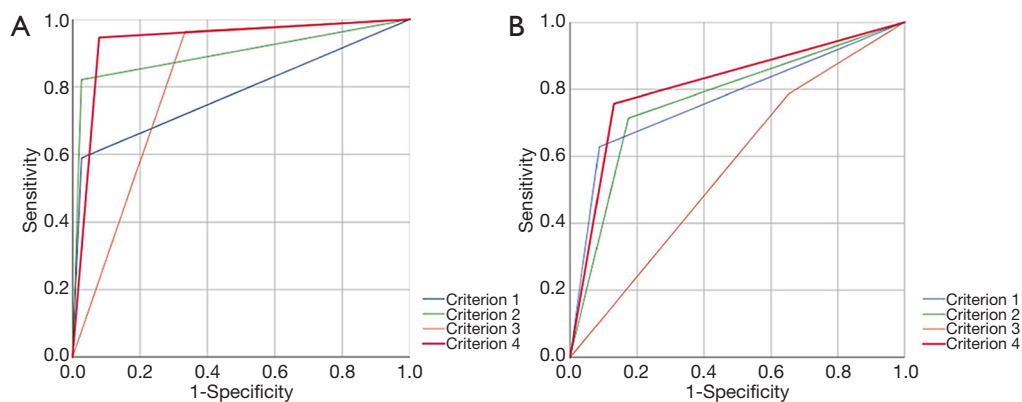 A
1.0
0.8
0.6
0.4
0.2
0.0
Sensitivity
0.0 0.2 0.4 0.6 0.8 1.0
1-Specificity
Criterion 1
Criterion 2
Criterion 3
Criterion 4
B
1.0
0.8
0.6
0.4
0.2
0.0
Sensitivity
0.0 0.2 0.4 0.6 0.8 1.0
1-Specificity
Criterion 1
Criterion 2
Criterion 3
Criterion 4